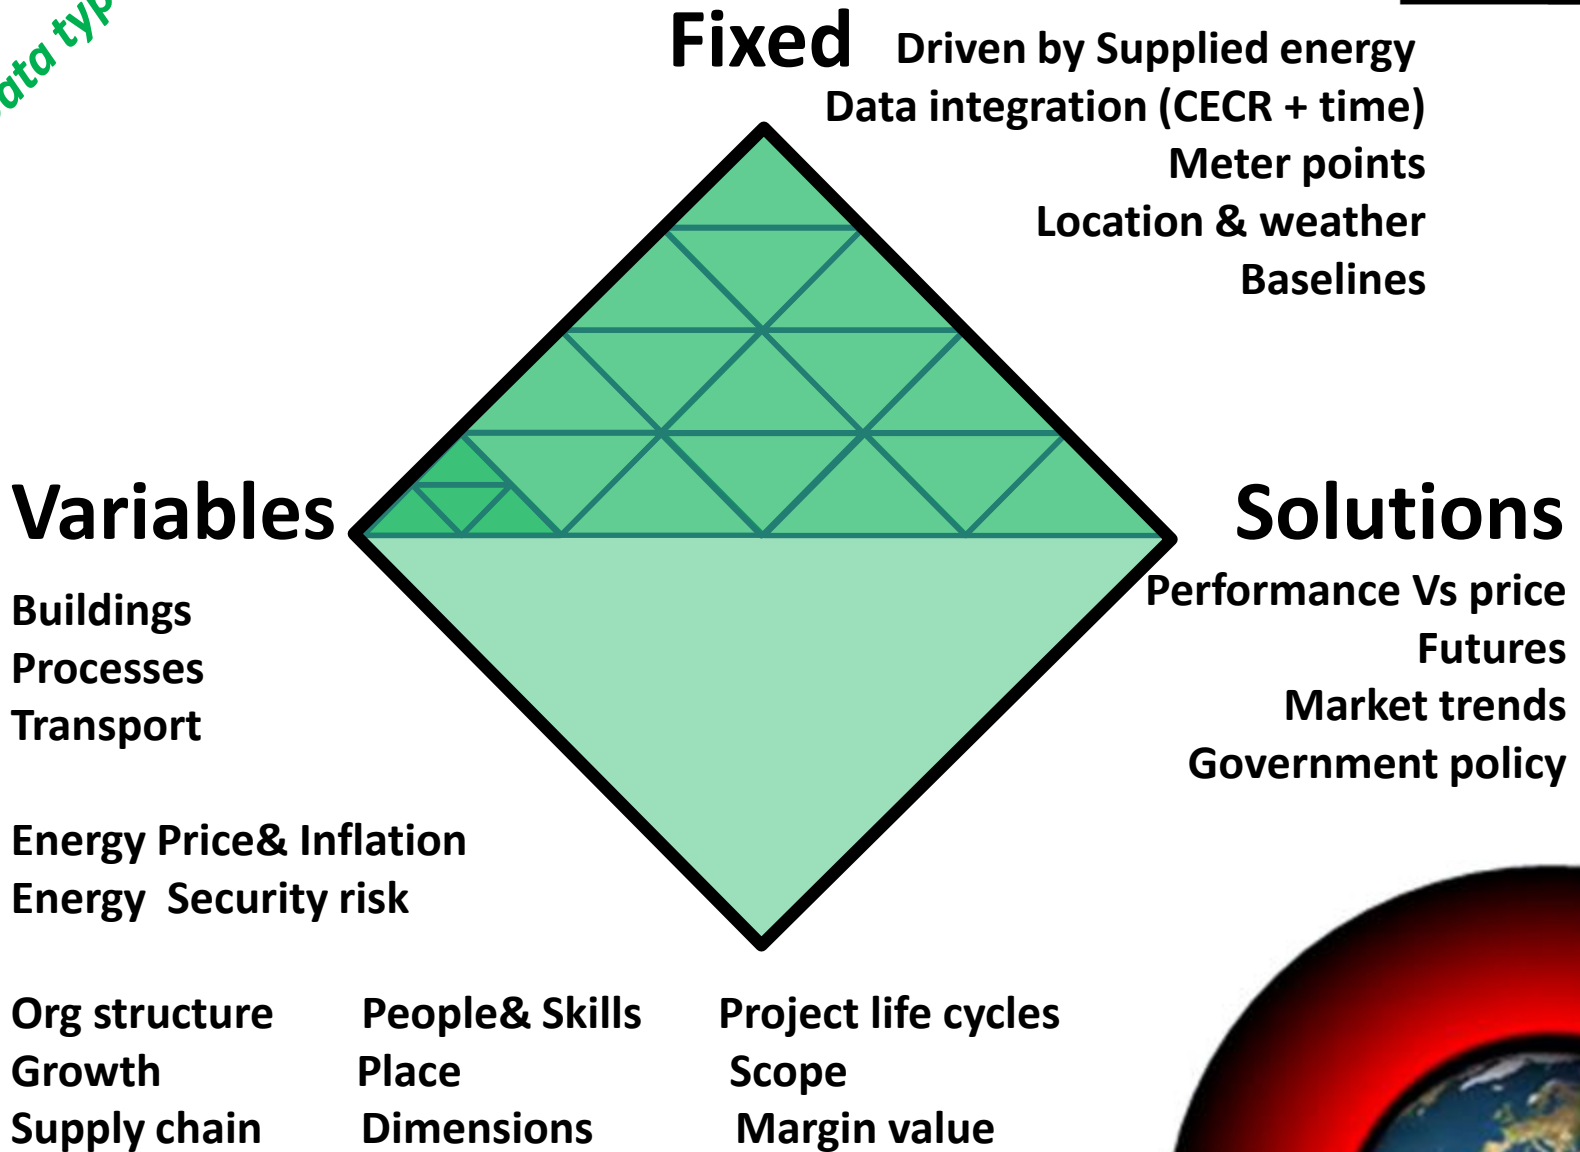 Fixed
Driven by Supplied energy
Data integration (CECR + time)
Meter points
Location & weather
Baselines
Variables
Buildings
Processes
Transport
Energy Price& Inflation
Energy Security risk
Solutions
Performance Vs price
Futures
Market trends
Government policy
Org structure People& Skills Project life cycles
Growth Place Scope
Supply chain Dimensions Margin value